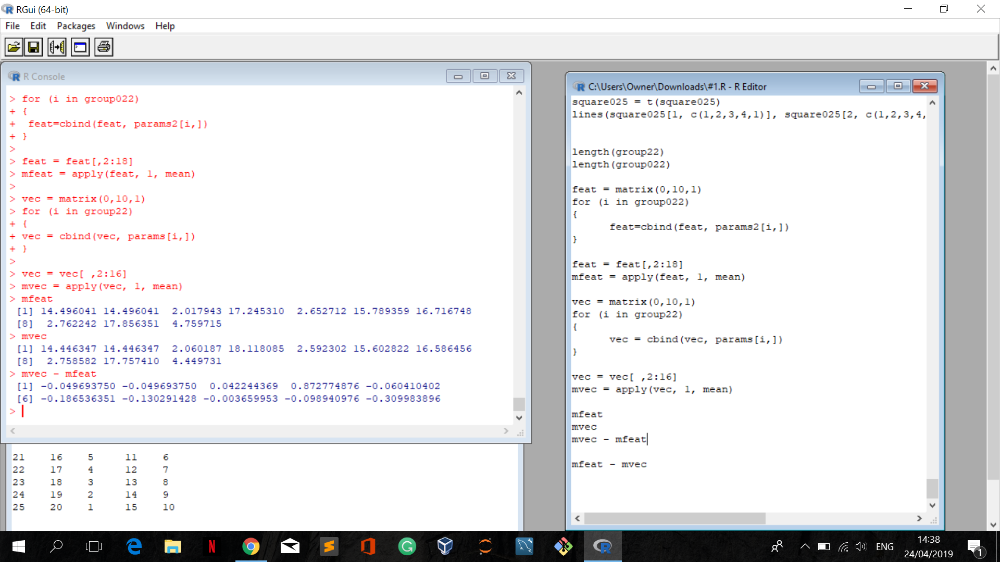 RGui (64-bit)
File Edit Packages Windows Help
R Console
> for (i in group022)
+ {
+  feat=cbind(feat, params2[i,])
+ }
>
> feat = feat[,2:18]
> mfeat = apply(feat, 1, mean)
>
> vec = matrix(0,10,1)
> for (i in group22)
+ {
+ vec = cbind(vec, params[i,])
+ }
>
> vec = vec[ ,2:16]
> mvec = apply(vec, 1, mean)
> mfeat
[1] 14.496041 14.496041  2.017943 17.245310  2.652712 15.789359 16.716748
[8]  2.762242 17.856351  4.759715
> mvec
[1] 14.446347 14.446347  2.060187 18.118085  2.592302 15.602822 16.586456
[8]  2.758582 17.757410  4.449731
> mvec - mfeat
[1] -0.049693750 -0.049693750  0.042244369  0.872774876 -0.060410402
[6] -0.186536351 -0.130291428 -0.003659953 -0.098940976 -0.309983896
>
21 16 5 11 6
22 17 4 12 7
23 18 3 13 8
24 19 2 14 9
25 20 1 15 10
C:\Users\Owner\Downloads\#1.R - R Editor
square025 = t(square025)
lines(square025[1, c(1,2,3,4,1)], square025[2, c(1,2,3,4,
length(group22)
length(group022)
feat = matrix(0,10,1)
for (i in group022)
{
feat=cbind(feat, params2[i,])
}
feat = feat[,2:18]
mfeat = apply(feat, 1, mean)
vec = matrix(0,10,1)
for (i in group22)
{
vec = cbind(vec, params[i,])
}
vec = vec[ ,2:16]
mvec = apply(vec, 1, mean)
mfeat
mvec
mvec - mfeat
mfeat - mvec
ENG
14:38
24/04/2019
1